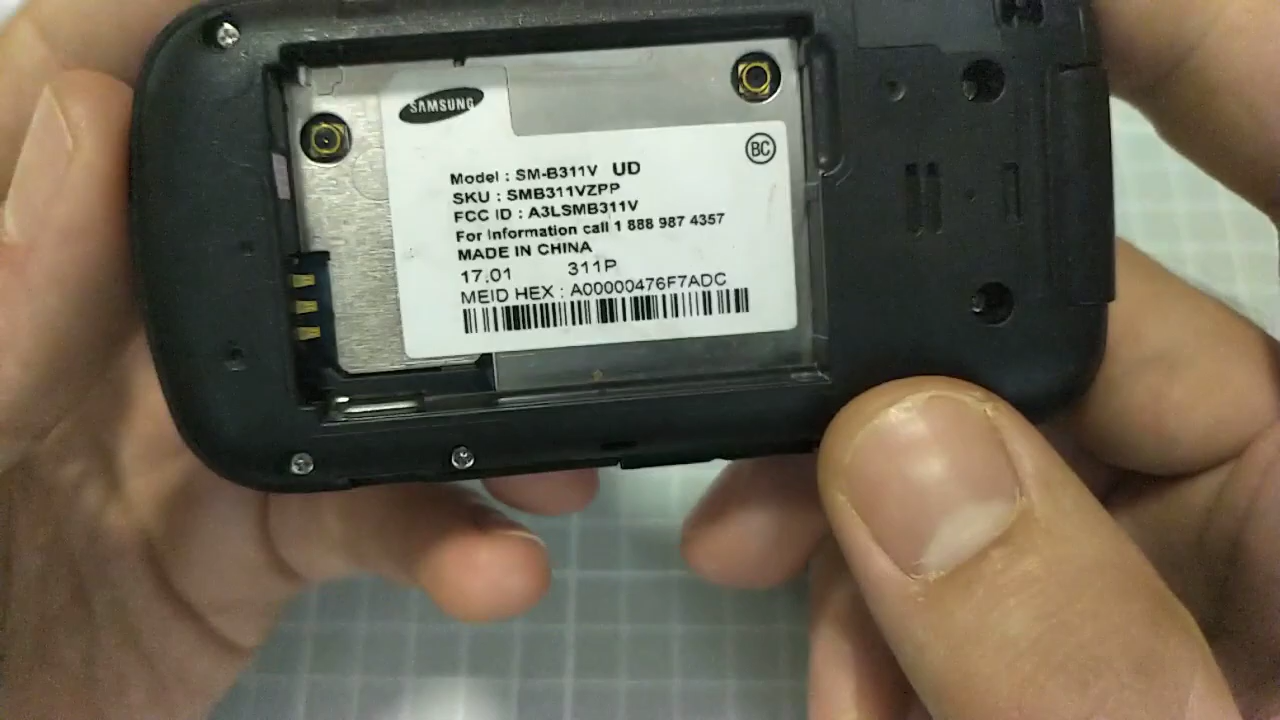 SAMSUNG
BC
Model : SM-B311V UD
SKU : SMB311VZPP
FCC ID : A3LSMB311V
For Information call 1 888 987 4357
MADE IN CHINA
17.01 311P
MEID HEX : A00000476F7ADC